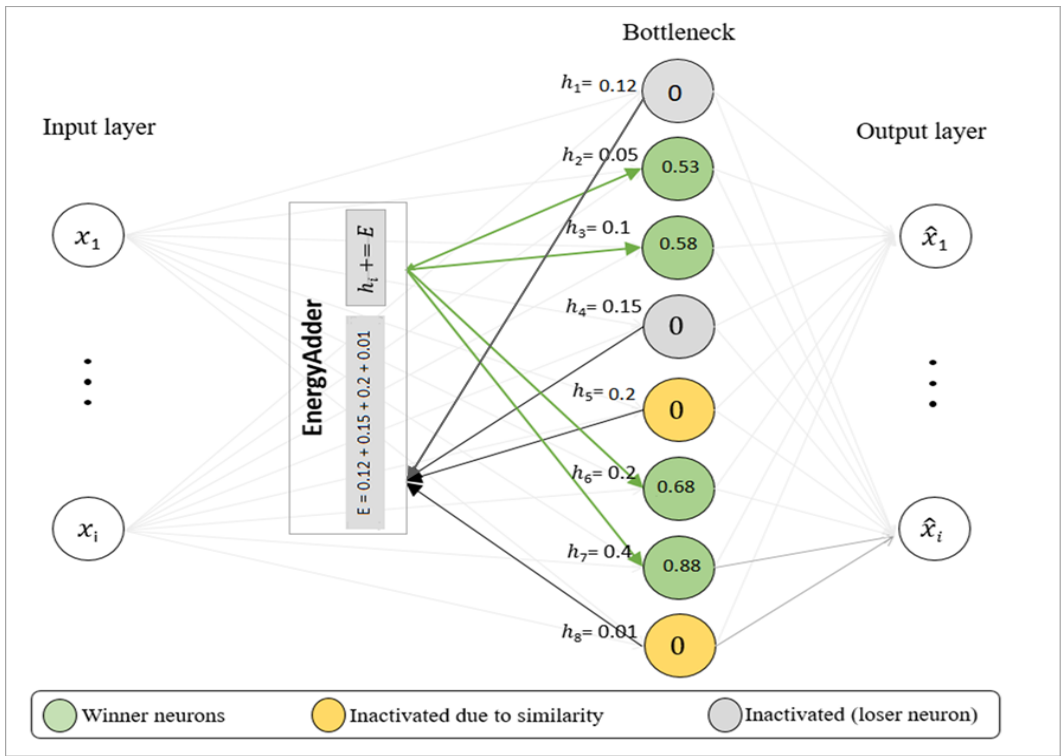 Bottleneck
Input layer
Output layer
h₁= 0.12
0
h₂= 0.05
0.53
h₃= 0.1
0.58
h₄= 0.15
0
h₅= 0.2
0
h₆= 0.2
0.68
h₇= 0.4
0.88
h₈= 0.01
0
x₁
xᵢ
EnergyAdder
hᵢ += E
E = 0.12 + 0.15 + 0.2 + 0.01
x̂₁
x̂ᵢ
Winner neurons
Inactivated due to similarity
Inactivated (loser neuron)